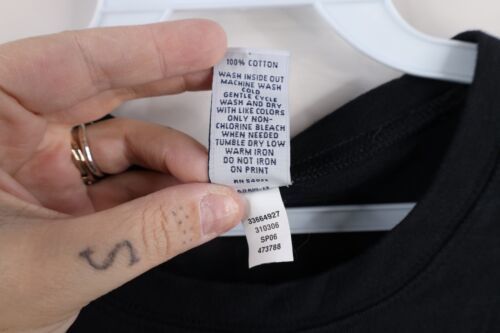 100% COTTON
WASH INSIDE OUT
MACHINE WASH
COLD
GENTLE CYCLE
WASH AND DRY
WITH LIKE COLORS
ONLY NON-
CHLORINE BLEACH
WHEN NEEDED
TUMBLE DRY LOW
WARM IRON
DO NOT IRON
ON PRINT
RN
33664927
310306
SP06
473788
S